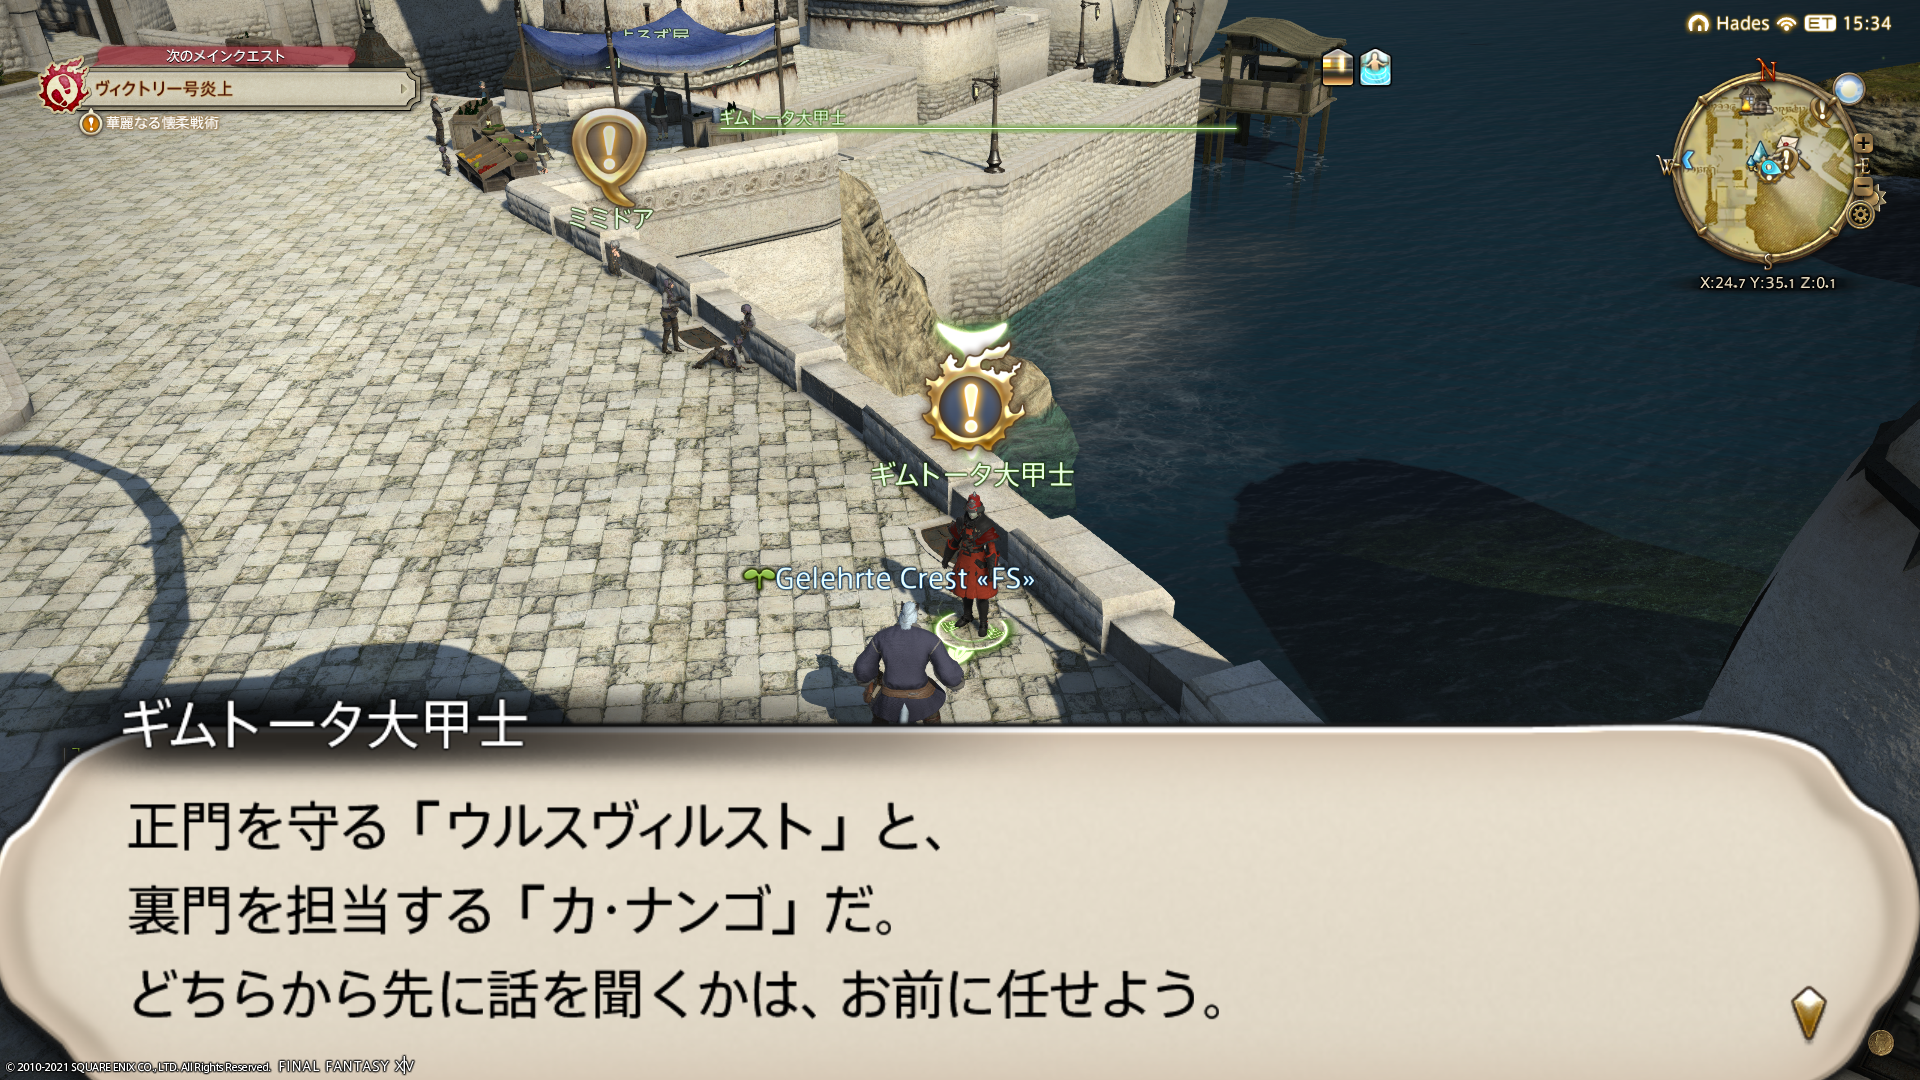 次のメインクエスト
ヴィクトリー号炎上
華麗なる懐柔戦術
よろず屋
ギムトータ大甲士
ミミドア
Hades ET 15:34
N
W
E
S
X:24.7 Y:35.1 Z:0.1
ギムトータ大甲士
Gelehrte Crest «FS»
ギムトータ大甲士
正門を守る「ウルスヴィルスト」と、
裏門を担当する「カ・ナンゴ」だ。
どちらから先に話を聞くかは、お前に任せよう。
© 2010-2021 SQUARE ENIX CO., LTD. All Rights Reserved. FINAL FANTASY XIV